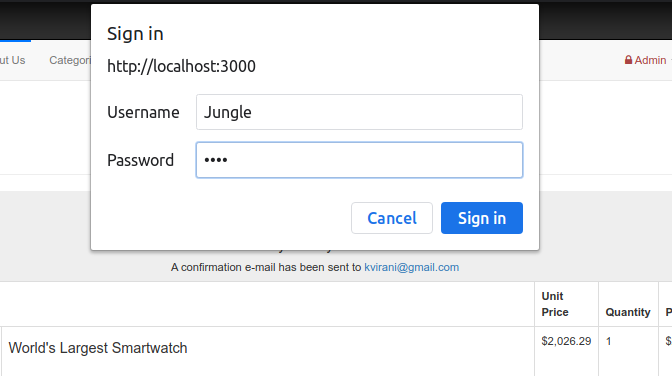 Sign in
http://localhost:3000
ut Us Categori Admin
Username Jungle
Password ••••
Cancel Sign in
A confirmation e-mail has been sent to kvirani@gmail.com
Unit
Price Quantity P
World's Largest Smartwatch $2,026.29 1 $